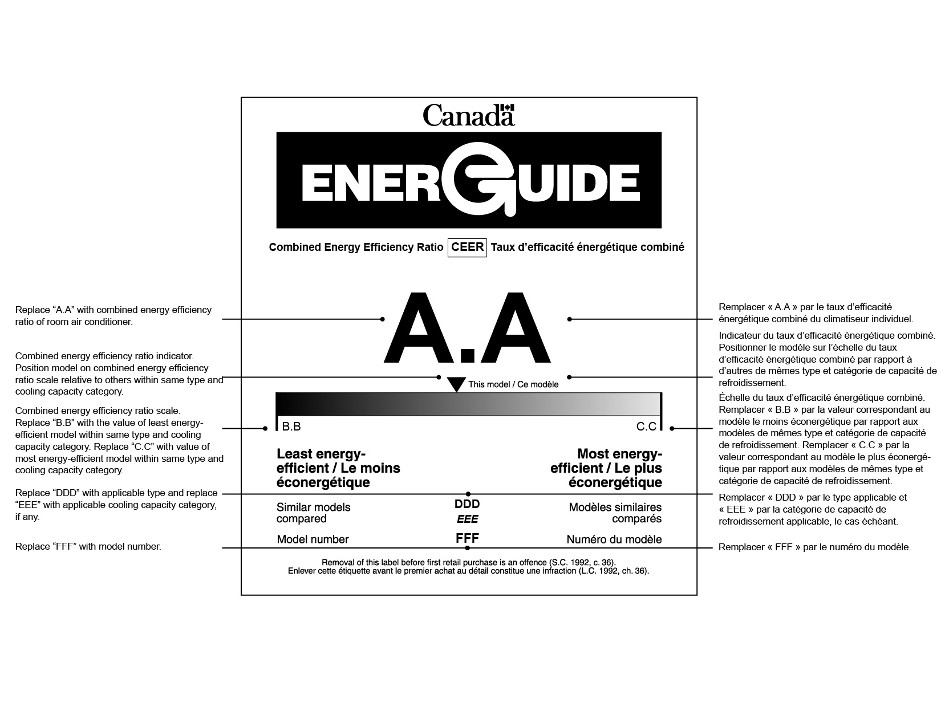 Canada
ENERGUIDE
Combined Energy Efficiency Ratio CEER Taux d'efficacité énergétique combiné
Replace "A.A" with combined energy efficiency
ratio of room air conditioner.
A.A
Remplacer « A.A » par le taux d'efficacité
énergétique combiné du climatiseur individuel.
Combined energy efficiency ratio indicator.
Position model on combined energy efficiency
ratio scale relative to others within same type and
cooling capacity category.
This model / Ce modèle
Indicateur du taux d'efficacité énergétique combiné.
Positionner le modèle sur l'échelle du taux
d'efficacité énergétique combiné par rapport à
d'autres de mêmes type et catégorie de capacité de
refroidissement.
Combined energy efficiency ratio scale.
Replace "B.B" with the value of least energy-
efficient model within same type and cooling
capacity category. Replace "C.C" with value of
most energy-efficient model within same type and
cooling capacity category
B.B
C.C
Échelle du taux d'efficacité énergétique combiné.
Remplacer « B.B » par la valeur correspondant au
modèle le moins éconergétique par rapport aux
modèles de mêmes type et catégorie de capacité
de refroidissement. Remplacer « C.C » par la
valeur correspondant au modèle le plus éconergé-
tique par rapport aux modèles de mêmes type et
catégorie de capacité de refroidissement.
Least energy-
efficient / Le moins
éconergétique
Most energy-
efficient / Le plus
éconergétique
Replace "DDD" with applicable type and replace
"EEE" with applicable cooling capacity category,
if any.
Similar models
compared
DDD
EEE
Modèles similaires
comparés
Remplacer « DDD » par le type applicable et
« EEE » par la catégorie de capacité de
refroidissement applicable, le cas échéant.
Replace "FFF" with model number.
Model number
FFF
Numéro du modèle
Remplacer « FFF » par le numéro du modèle
Removal of this label before first retail purchase is an offence (S.C. 1992, c. 36).
Enlever cette étiquette avant le premier achat au détail constitue une infraction (L.C. 1992, ch. 36).